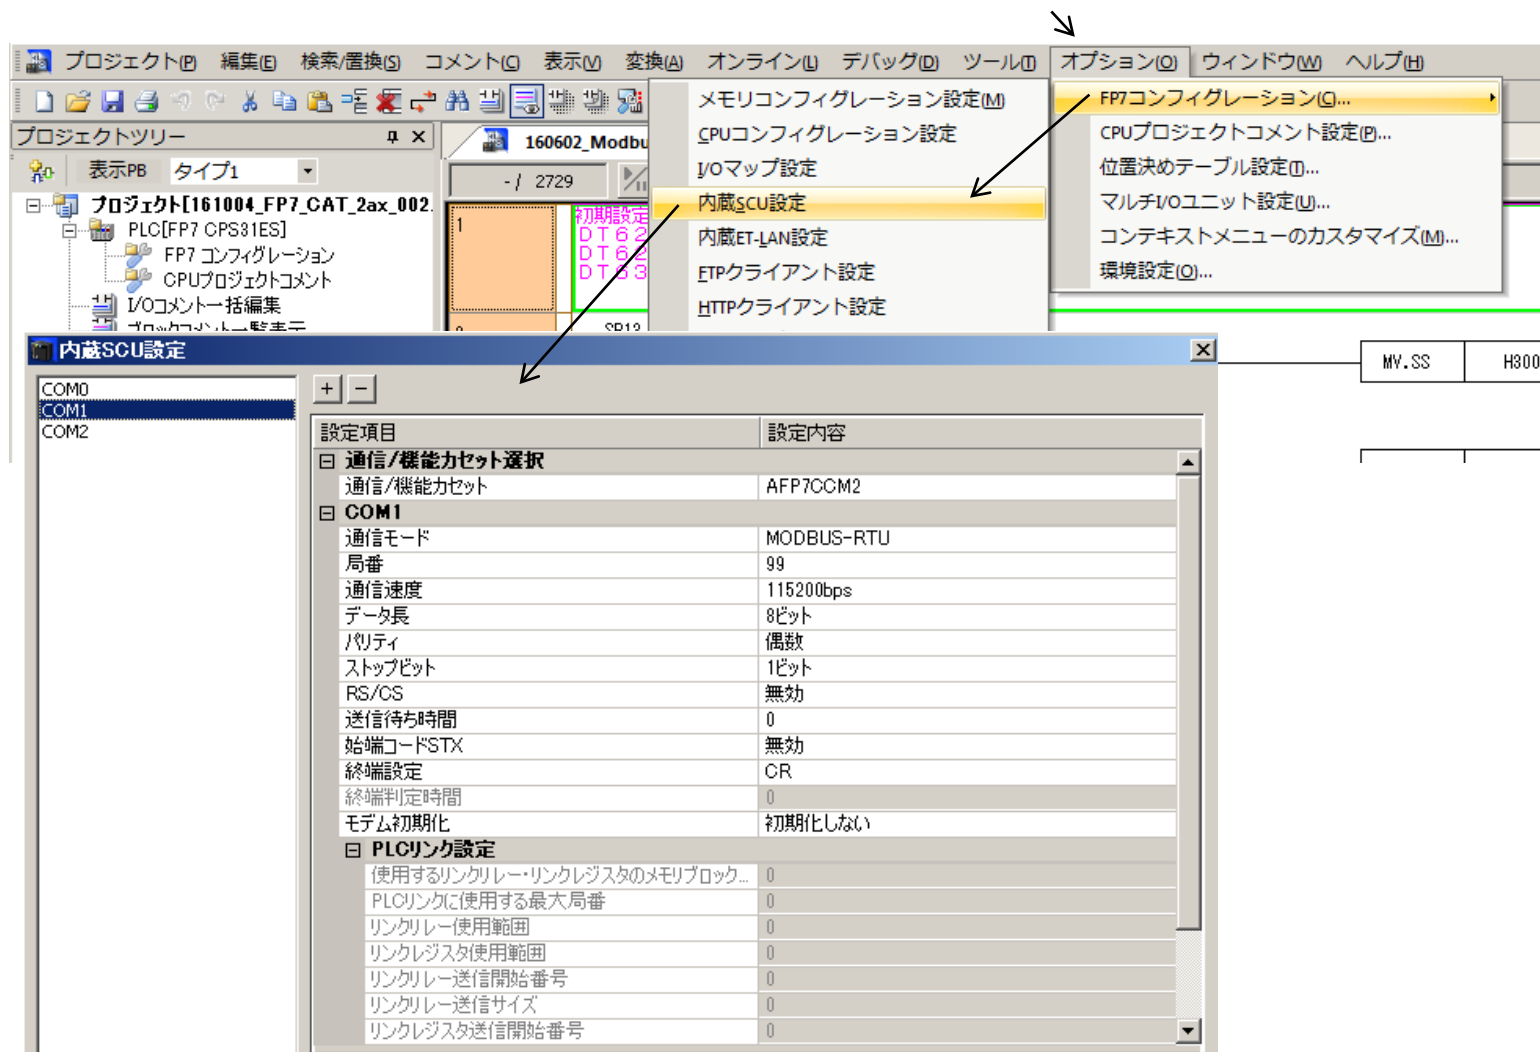 プロジェクト(P) 編集(E) 検索/置換(S) コメント(C) 表示(V) 変換(A) オンライン(L) デバッグ(D) ツール(T) オプション(O) ウィンドウ(W) ヘルプ(H)
プロジェクトツリー
表示PB タイプ1
プロジェクト[161004_FP7_CAT_2ax_002.
PLC[FP7 CPS31ES]
FP7 コンフィグレーション
CPUプロジェクトコメント
I/Oコメント一括編集
ブロックコメント一覧表示
160602_Modbu
- / 2729
1
初期設定
DT62
DT62
DT63
2
SR13
メモリコンフィグレーション設定(M)
CPUコンフィグレーション設定
I/Oマップ設定
内蔵SCU設定
内蔵ET-LAN設定
FTPクライアント設定
HTTPクライアント設定
FP7コンフィグレーション(C)...
CPUプロジェクトコメント設定(P)...
位置決めテーブル設定(T)...
マルチI/Oユニット設定(U)...
コンテキストメニューのカスタマイズ(M)...
環境設定(O)...
MV.SS H300
内蔵SCU設定
COM0
COM1
COM2
+ -
設定項目 設定内容
通信/機能カセット選択
通信/機能カセット AFP7CCM2
COM1
通信モード MODBUS-RTU
局番 99
通信速度 115200bps
データ長 8ビット
パリティ 偶数
ストップビット 1ビット
RS/CS 無効
送信待ち時間 0
始端コードSTX 無効
終端設定 CR
終端判定時間 0
モデム初期化 初期化しない
PLCリンク設定
使用するリンクリレー・リンクレジスタのメモリブロック... 0
PLCリンクに使用する最大局番 0
リンクリレー使用範囲 0
リンクレジスタ使用範囲 0
リンクリレー送信開始番号 0
リンクリレー送信サイズ 0
リンクレジスタ送信開始番号 0